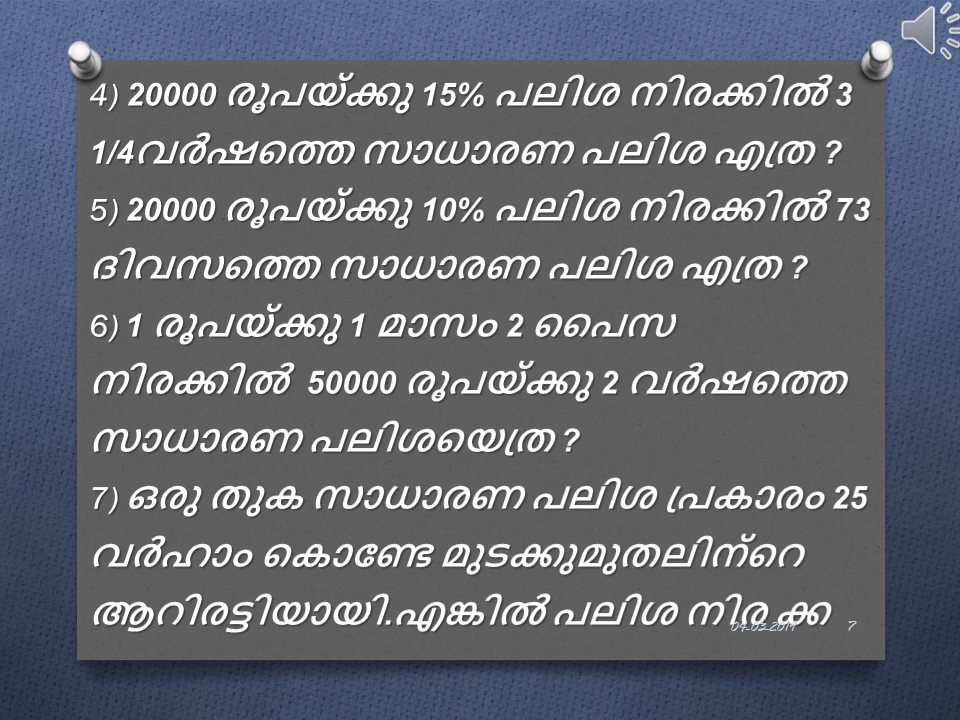 4) 20000 രൂപയ്ക്കു 15% പലിശ നിരക്കിൽ 3
1/4വർഷത്തെ സാധാരണ പലിശ എത്ര ?
5) 20000 രൂപയ്ക്കു 10% പലിശ നിരക്കിൽ 73
ദിവസത്തെ സാധാരണ പലിശ എത്ര ?
6) 1 രൂപയ്ക്കു 1 മാസം 2 പൈസ
നിരക്കിൽ 50000 രൂപയ്ക്കു 2 വർഷത്തെ
സാധാരണ പലിശയെത്ര ?
7) ഒരു തുക സാധാരണ പലിശ പ്രകാരം 25
വർഹാം കൊണ്ടേ മുടക്കുമുതലിന്റെ
ആറിരട്ടിയായി.എങ്കിൽ പലിശ നിര ക്ക
7